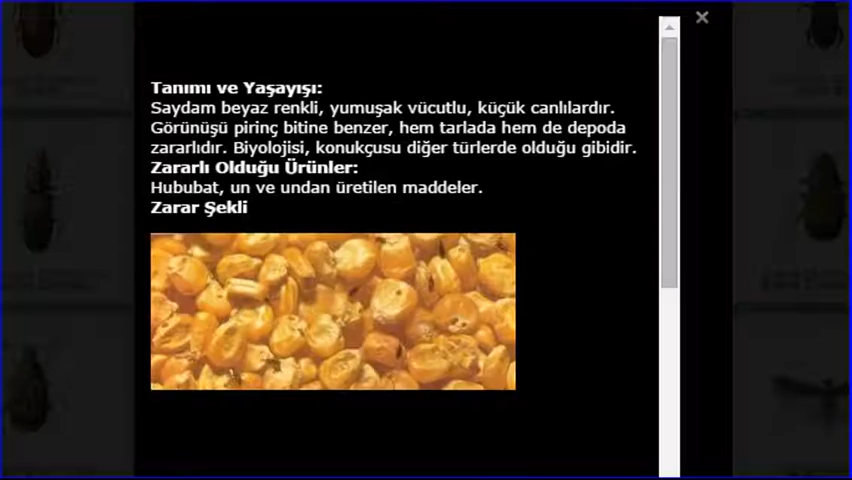 Tanımı ve Yaşayışı:
Saydam beyaz renkli, yumuşak vücutlu, küçük canlılardır.
Görünüşü pirinç bitine benzer, hem tarlada hem de depoda
zararlıdır. Biyolojisi, konukçusu diğer türlerde olduğu gibidir.
Zararlı Olduğu Ürünler:
Hububat, un ve undan üretilen maddeler.
Zarar Şekli